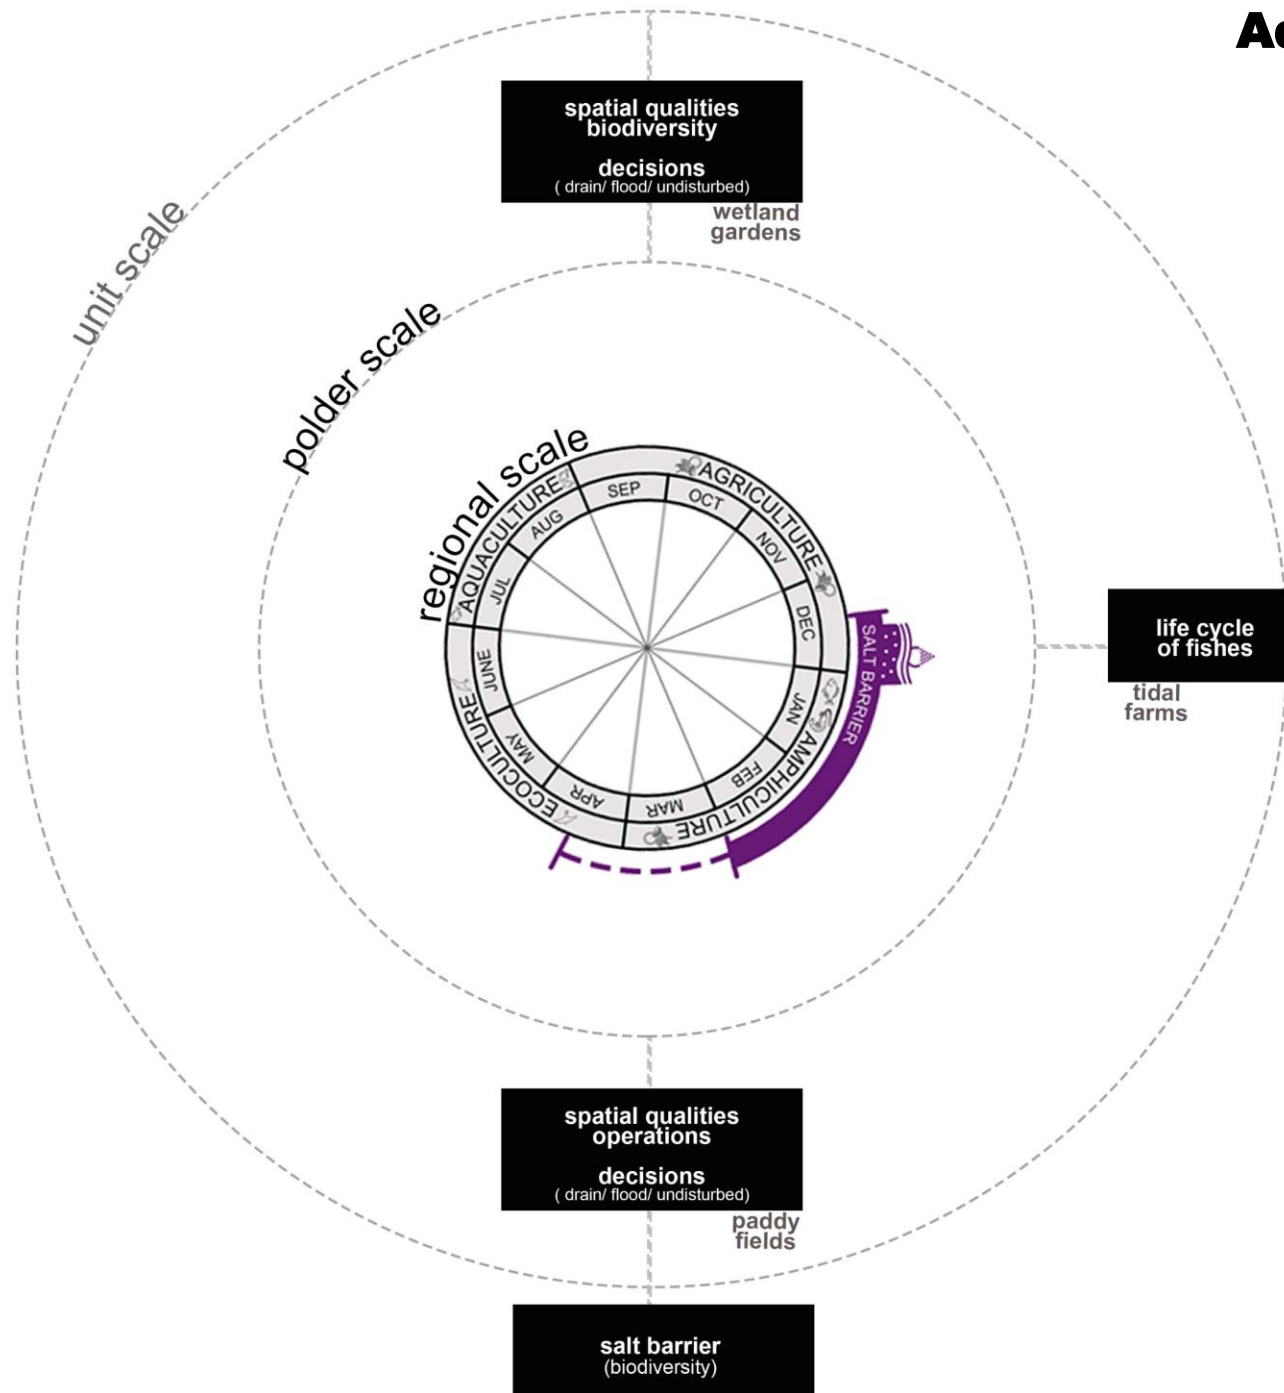 Ac
spatial qualities
biodiversity
decisions
( drain/ flood/ undisturbed)
wetland
gardens
unit scale
polder scale
regional scale
AGRICULTURE
AQUACULTURE
SEP
OCT
NOV
DEC
JAN
FEB
MAR
APR
MAY
JUNE
JUL
AUG
SALT BARRIER
AMPHICULTURE
ECOCULTURE
life cycle
of fishes
tidal
farms
spatial qualities
operations
decisions
( drain/ flood/ undisturbed)
paddy
fields
salt barrier
(biodiversity)